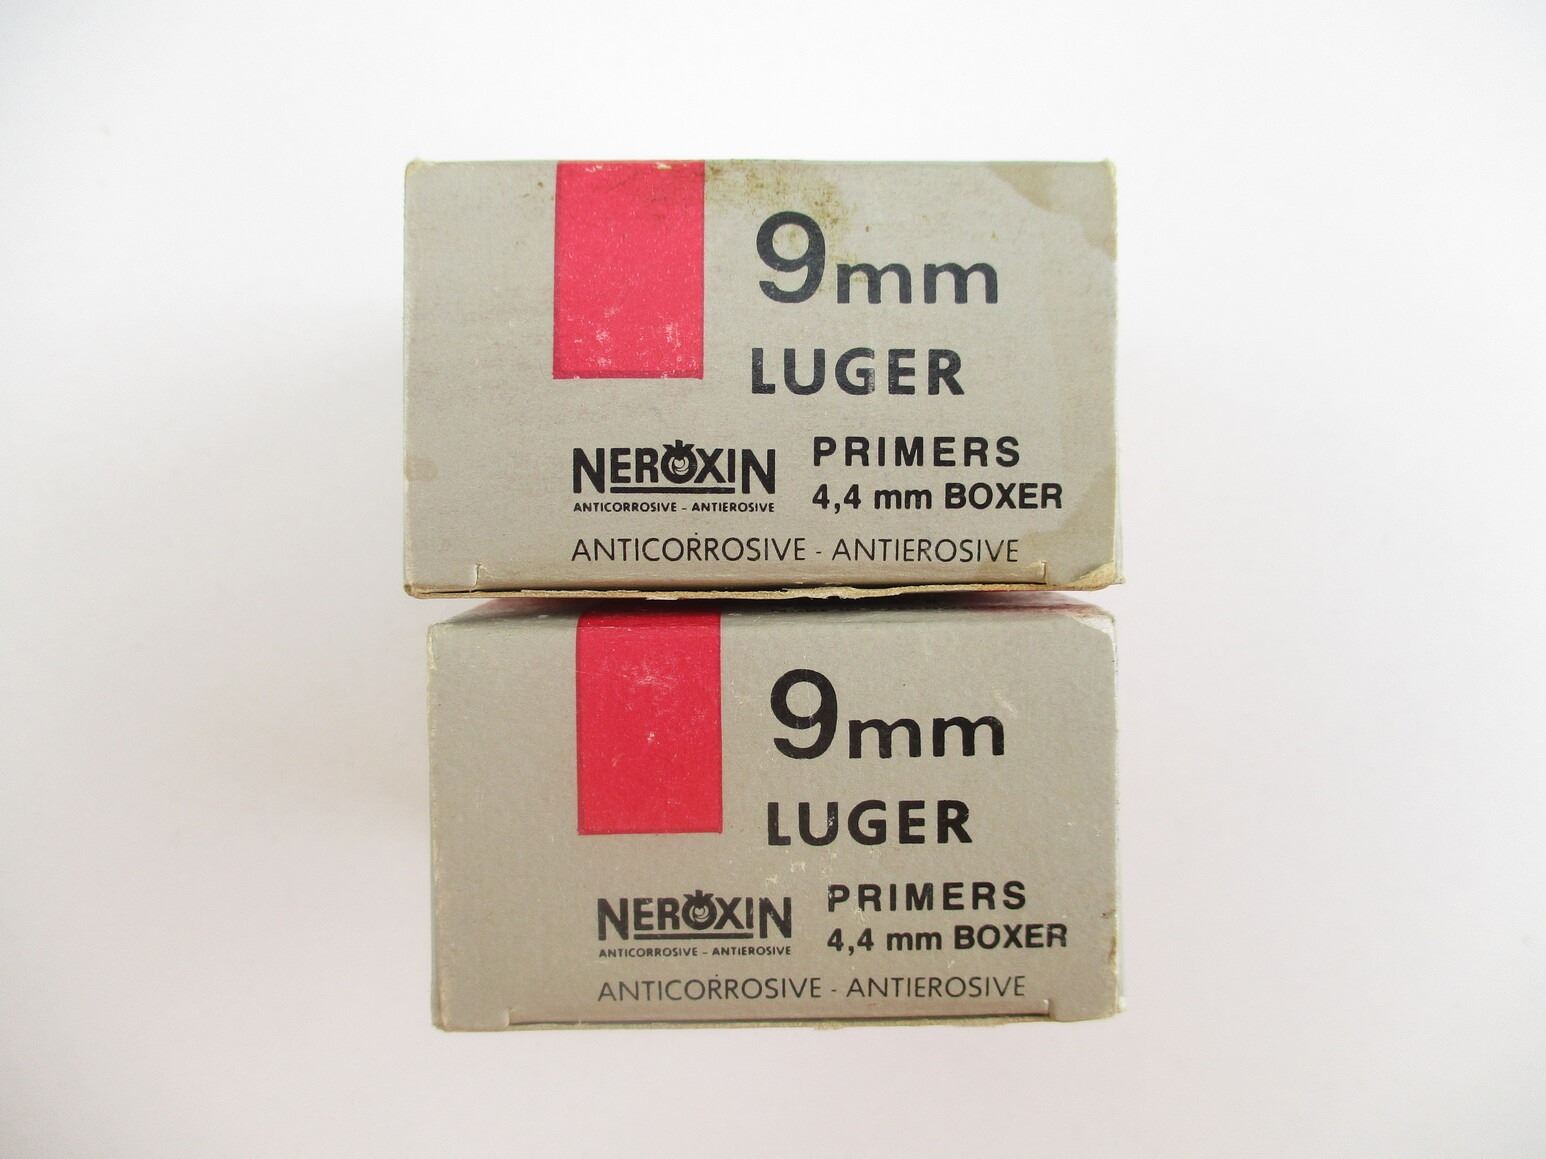 9mm
LUGER
NEROXIN
ANTICORROSIVE - ANTIEROSIVE
PRIMERS
4,4 mm BOXER
ANTICORROSIVE - ANTIEROSIVE
9mm
LUGER
NEROXIN
ANTICORROSIVE - ANTIEROSIVE
PRIMERS
4,4 mm BOXER
ANTICORROSIVE - ANTIEROSIVE